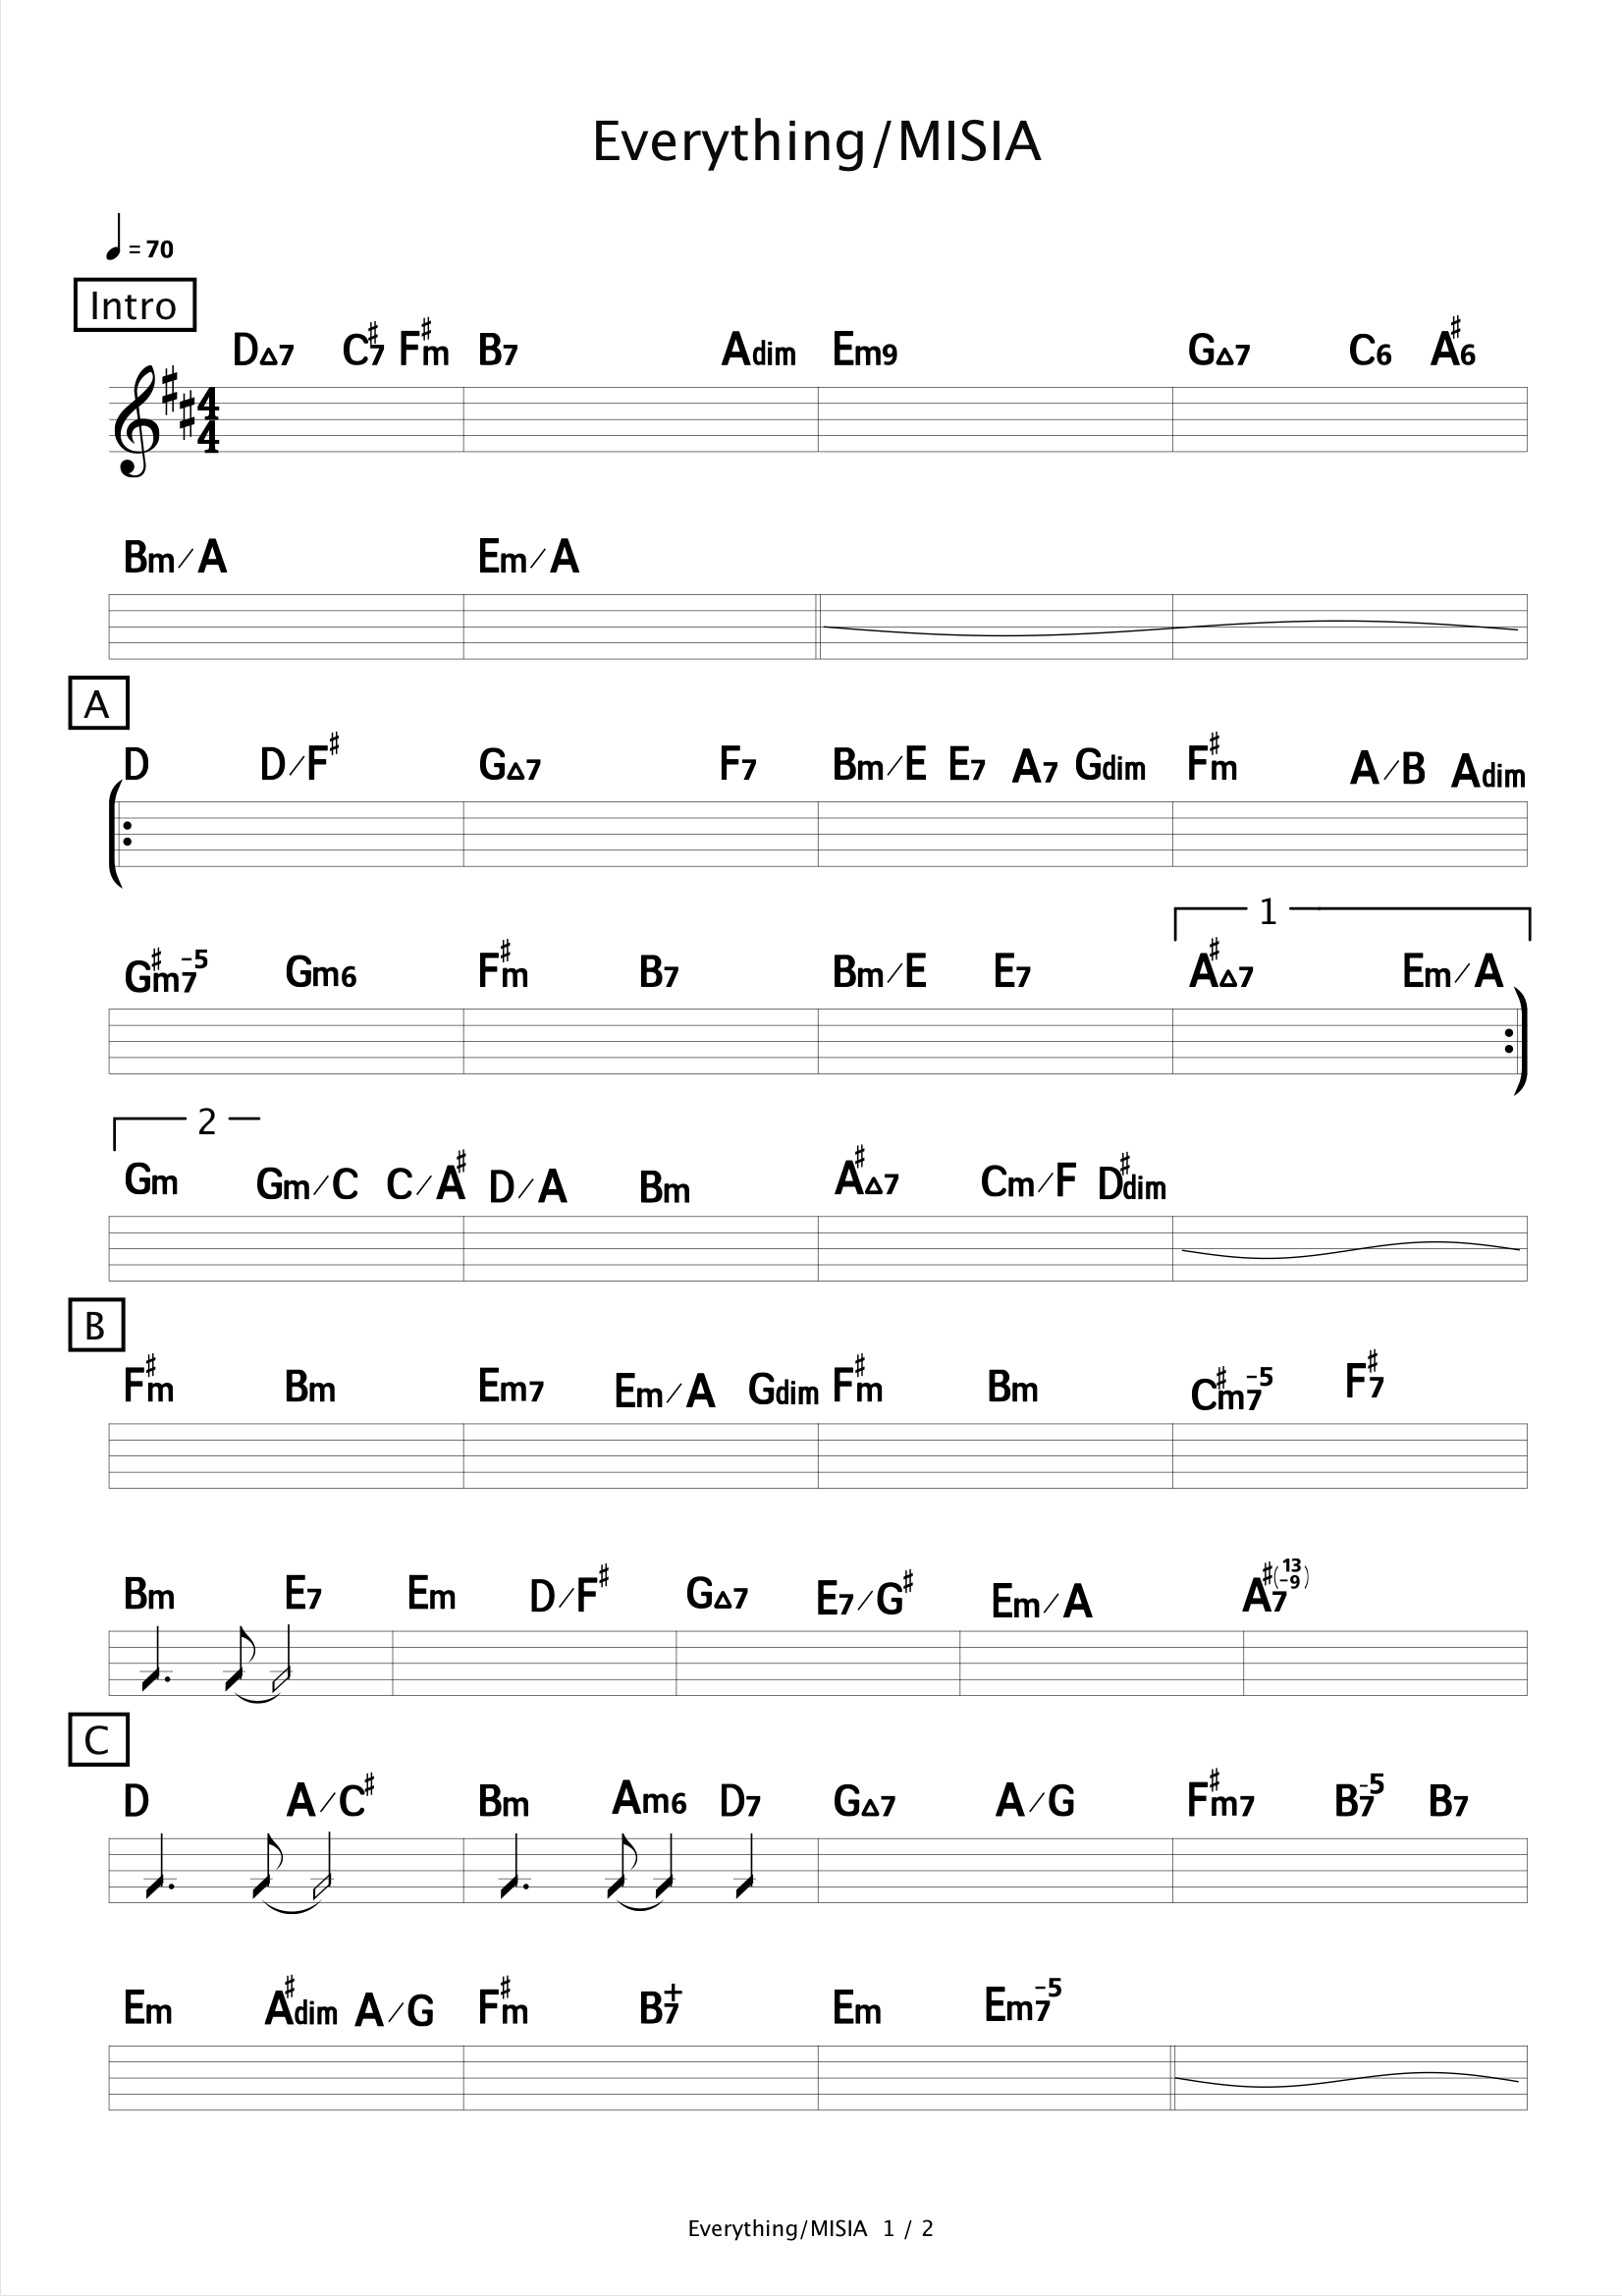 Everything/MISIA
♩ = 70
Intro
D△7 C#7 F#m B7 Adim Em9 G△7 C6 A#6
4
4
Bm/A Em/A
A
D D/F# G△7 F7 Bm/E E7 A7 Gdim F#m A/B Adim
1
G#m7-5 Gm6 F#m B7 Bm/E E7 A#△7 Em/A
2
Gm Gm/C C/A# D/A Bm A#△7 Cm/F D#dim
B
F#m Bm Em7 Em/A Gdim F#m Bm C#m7-5 F#7
Bm E7 Em D/F# G△7 E7/G# Em/A A#7(13 -9)
C
D A/C# Bm Am6 D7 G△7 A/G F#m7 B7-5 B7
Em A#dim A/G F#m B7+ Em Em7-5
Everything/MISIA 1 / 2